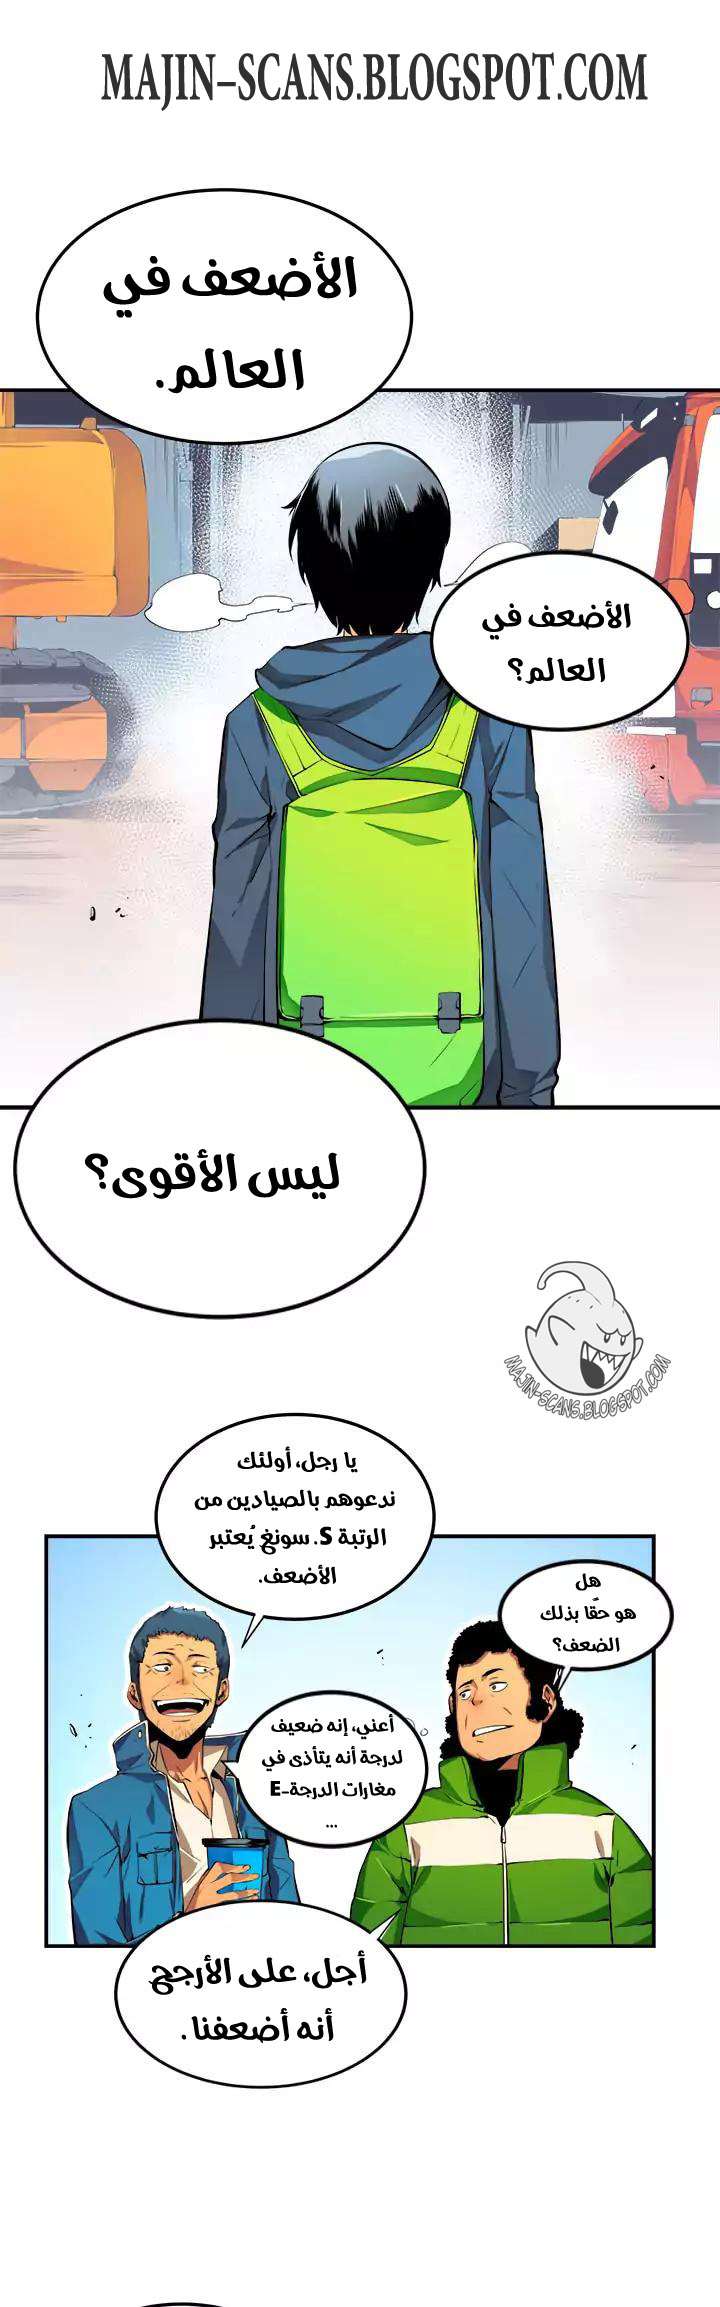 MAJIN-SCANS.BLOGSPOT.COM
الأضعف في
العالم.
الأضعف في
العالم؟
ليس الأقوى؟
MAJIN-SCANS.BLOGSPOT.COM
يا رجل، أولئك
ندعوهم بالصيادين من
الرتبة S. سونغ يُعتبر
الأضعف.
هل
هو حقًا بذلك
الضعف؟
أعني، إنه ضعيف
لدرجة أنه يتأذى في
مغارات الدرجة-E
...
أجل، على الأرجح
أنه أضعفنا.